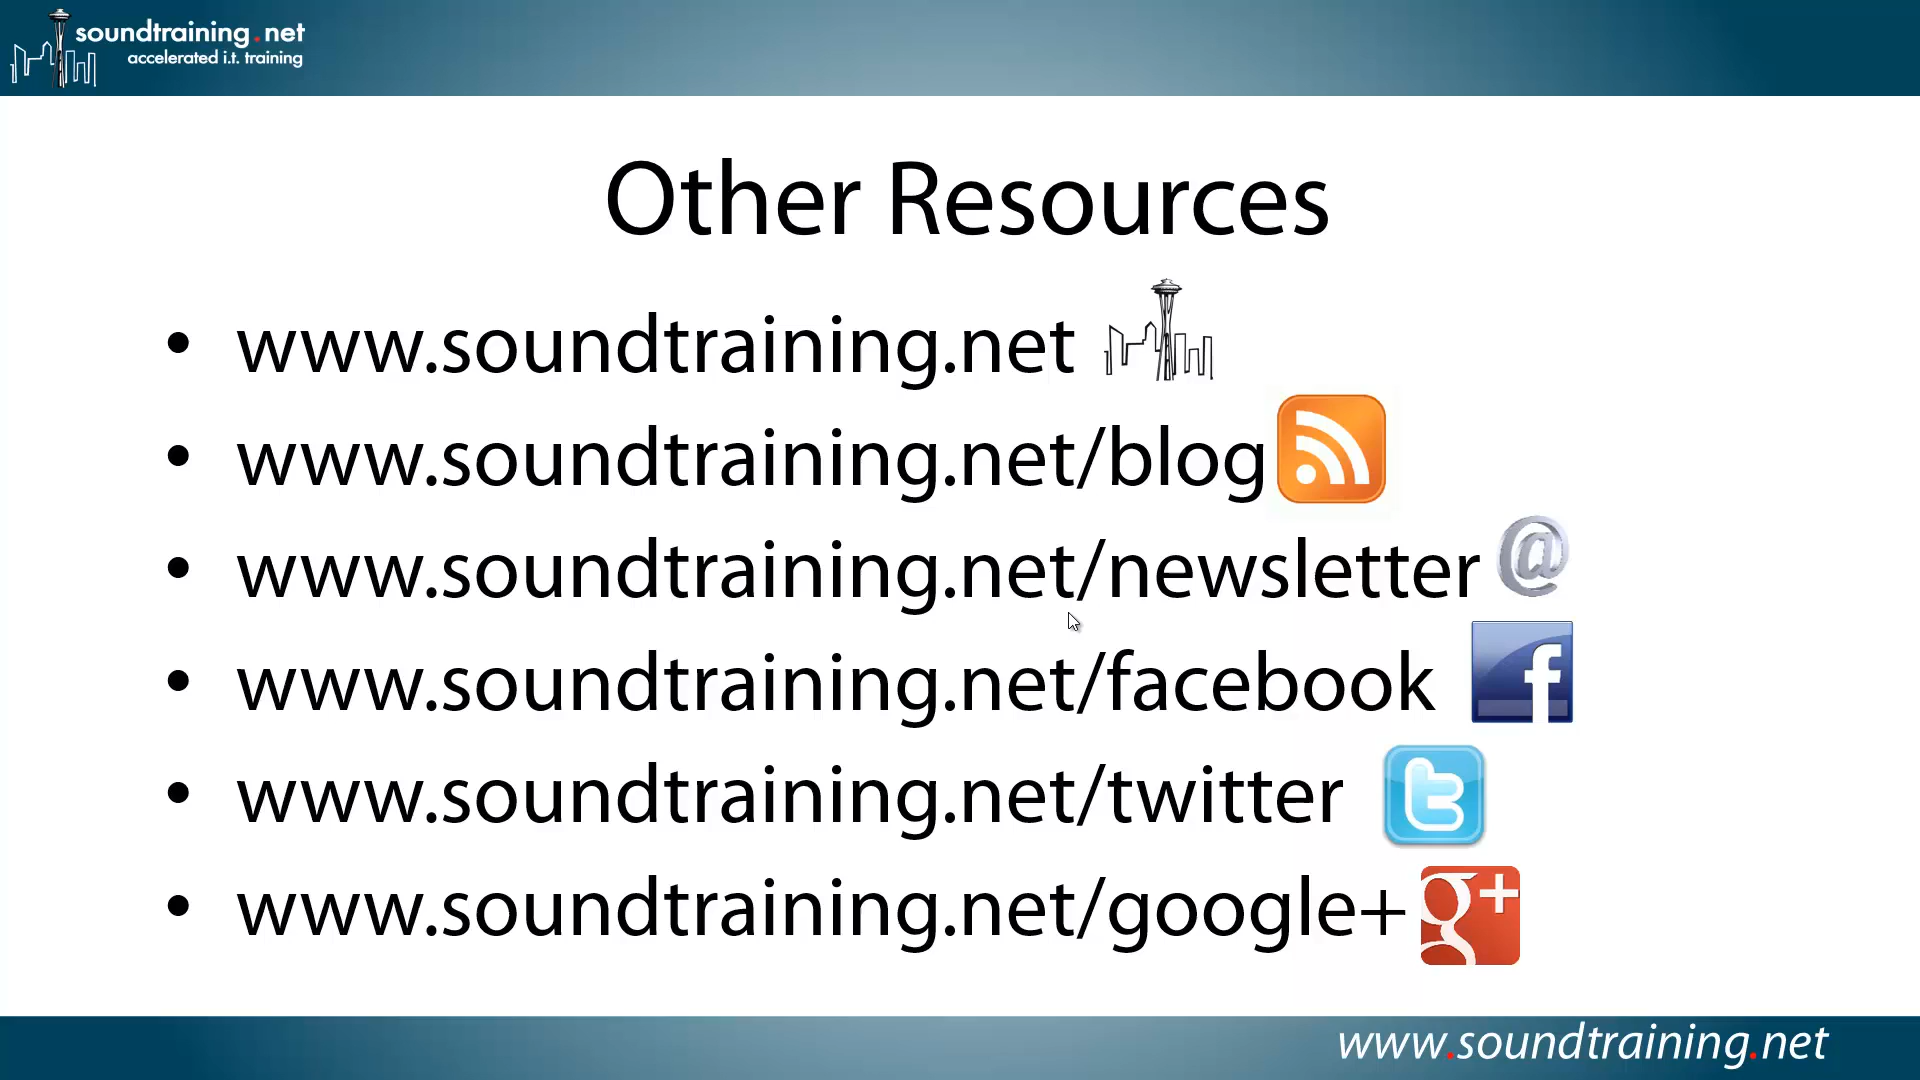 soundtraining.net
accelerated i.t. training
Other Resources
• www.soundtraining.net
• www.soundtraining.net/blog
• www.soundtraining.net/newsletter @
• www.soundtraining.net/facebook f
• www.soundtraining.net/twitter t
• www.soundtraining.net/google+ g+
www.soundtraining.net